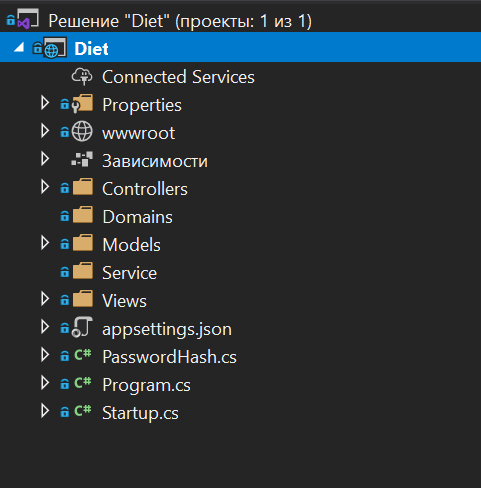 Решение "Diet" (проекты: 1 из 1)
Diet
Connected Services
Properties
wwwroot
Зависимости
Controllers
Domains
Models
Service
Views
appsettings.json
C# PasswordHash.cs
C# Program.cs
C# Startup.cs